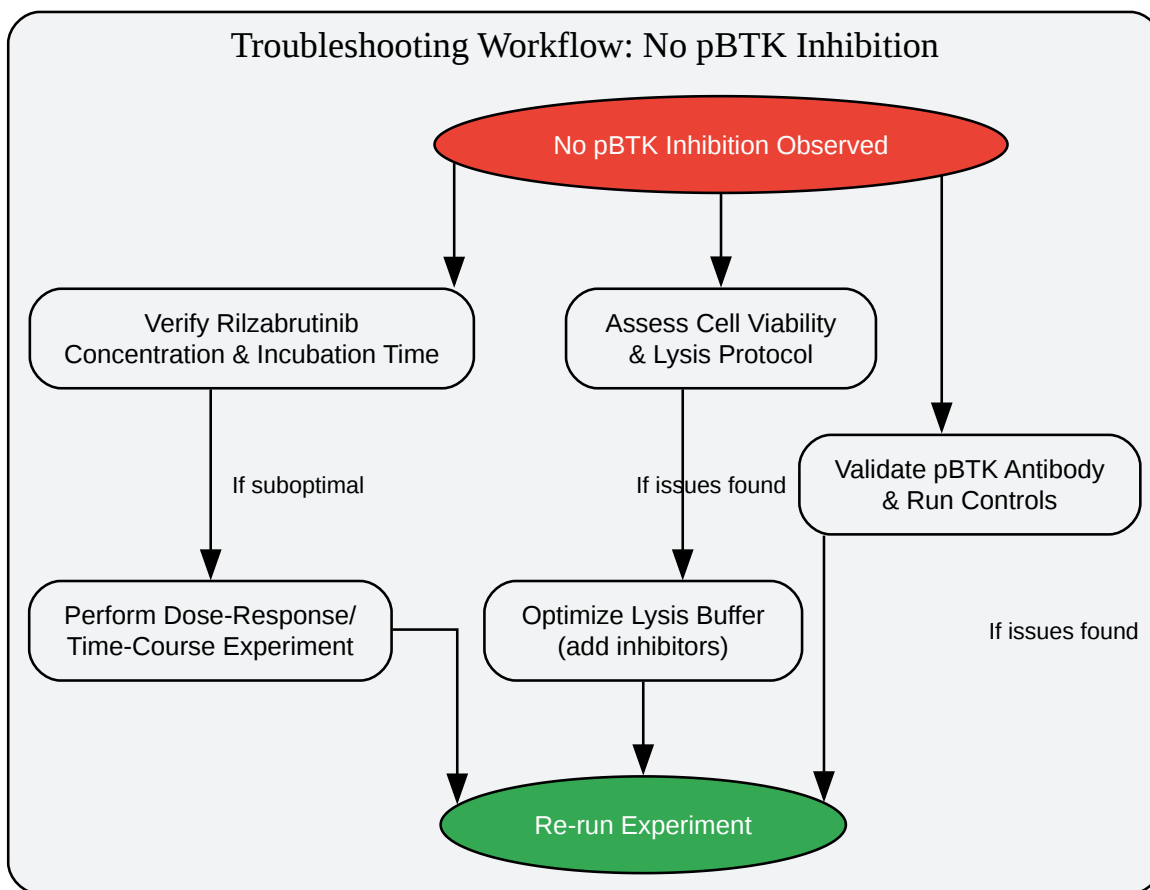 Troubleshooting Workflow: No pBTK Inhibition
No pBTK Inhibition Observed
Verify Rilzabrutinib
Concentration & Incubation Time
Assess Cell Viability
& Lysis Protocol
Validate pBTK Antibody
& Run Controls
If suboptimal
If issues found
Perform Dose-Response/
Time-Course Experiment
Optimize Lysis Buffer
(add inhibitors)
If issues found
Re-run Experiment